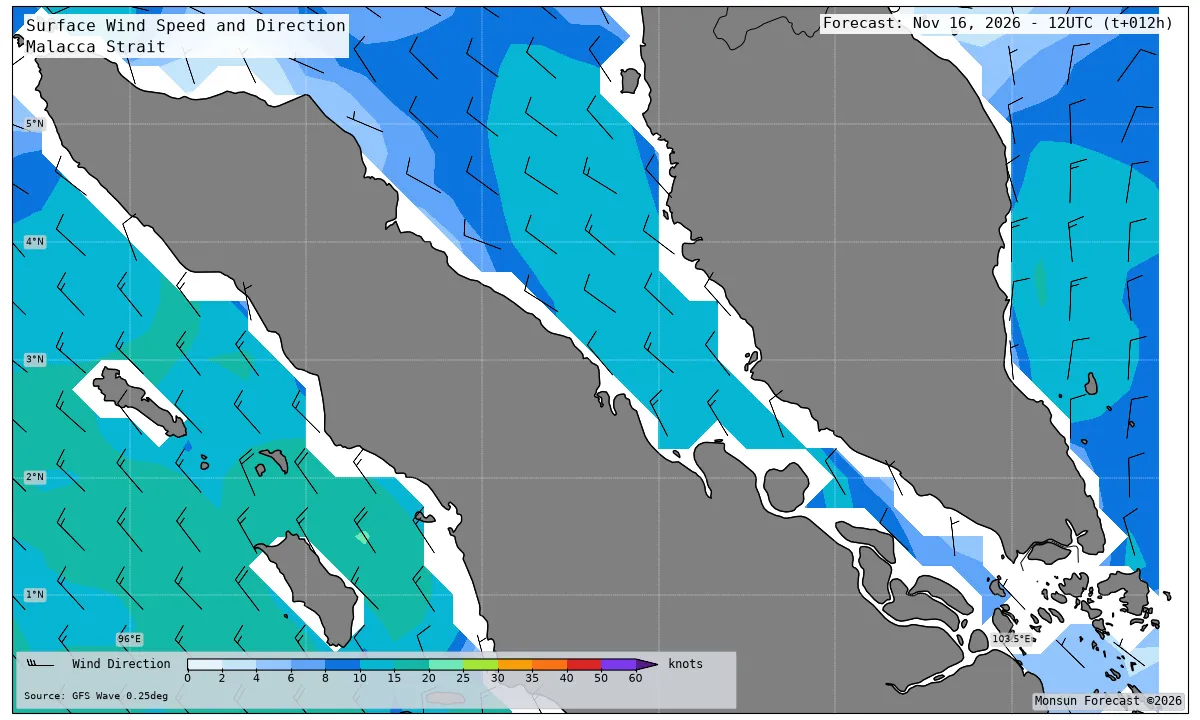 Surface Wind Speed and Direction
Malacca Strait
Forecast: Nov 16, 2026 - 12UTC (t+012h)
5°N
4°N
3°N
2°N
1°N
96°E
103.5°E
Wind Direction
knots
0 2 4 6 8 10 15 20 25 30 35 40 50 60
Source: GFS Wave 0.25deg
Monsun Forecast ©2026